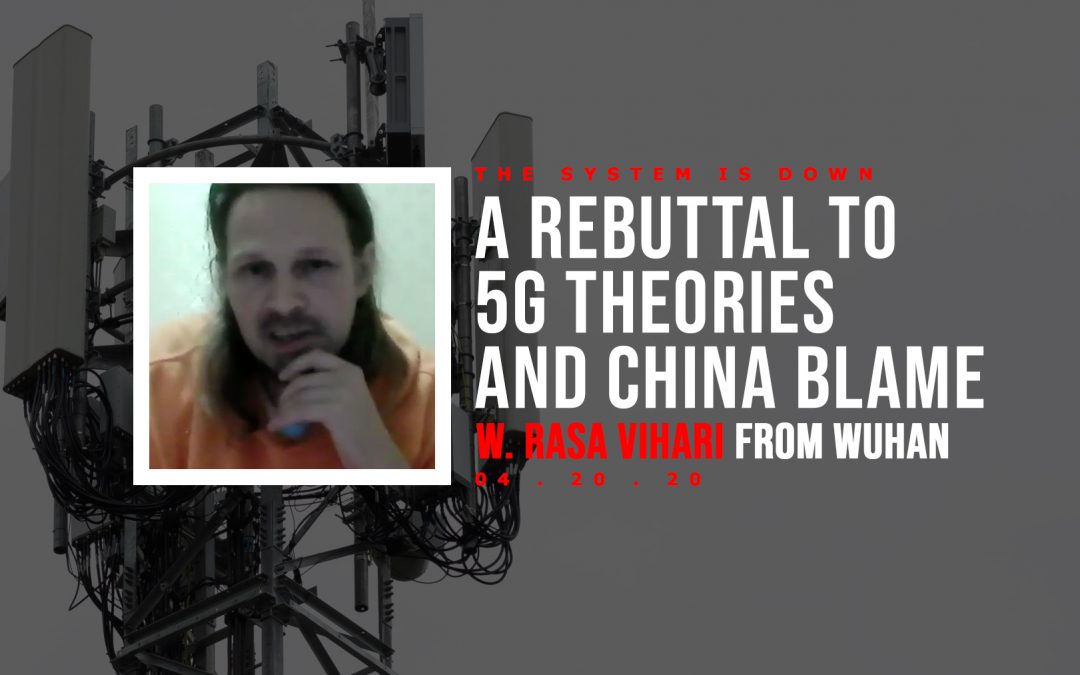 THE SYSTEM IS DOWN
A REBUTTAL TO
5G THEORIES
AND CHINA BLAME
W. RASA VIHARI FROM WUHAN
04 . 20 . 20